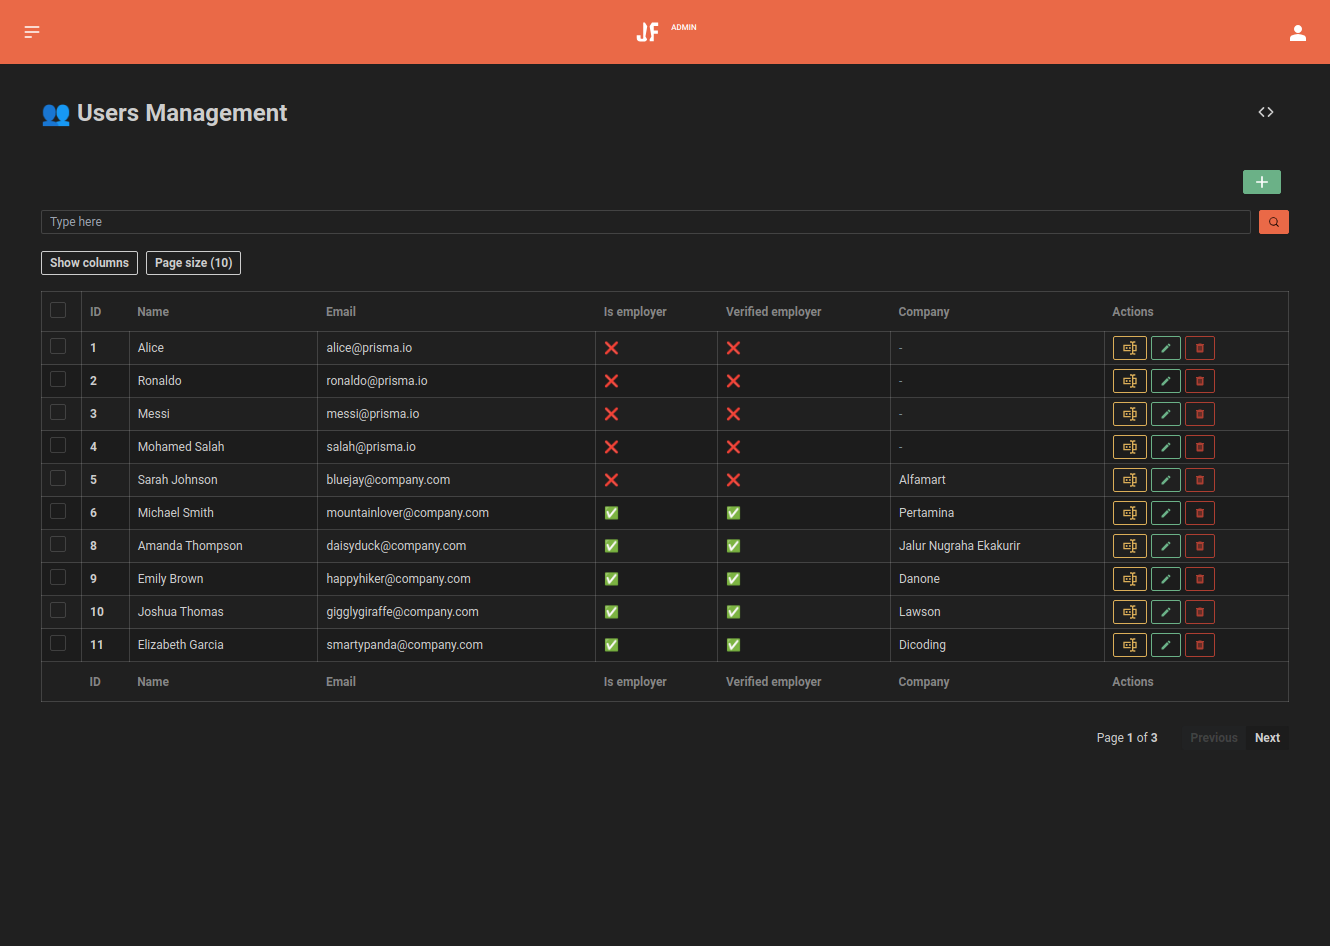 JF ADMIN
Users Management
Type here
Show columns Page size (10)
ID Name Email Is employer Verified employer Company Actions
1 Alice alice@prisma.io -
2 Ronaldo ronaldo@prisma.io -
3 Messi messi@prisma.io -
4 Mohamed Salah salah@prisma.io -
5 Sarah Johnson bluejay@company.com Alfamart
6 Michael Smith mountainlover@company.com Pertamina
8 Amanda Thompson daisyduck@company.com Jalur Nugraha Ekakurir
9 Emily Brown happyhiker@company.com Danone
10 Joshua Thomas gigglygiraffe@company.com Lawson
11 Elizabeth Garcia smartypanda@company.com Dicoding
ID Name Email Is employer Verified employer Company Actions
Page 1 of 3 Previous Next